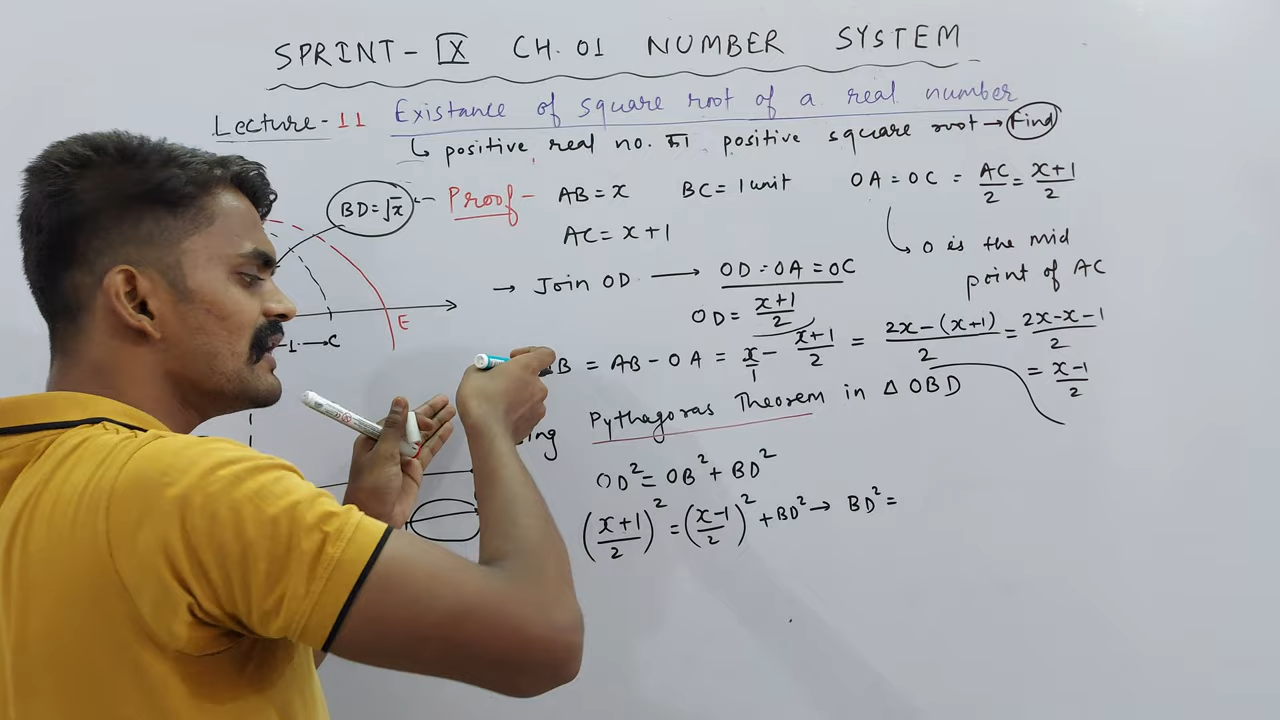 SPRINT - IX CH. 01 NUMBER SYSTEM
Lecture - 11 Existance of square root of a real number
↳ positive real no. का positive square root → Find
BD = √x ← Proof - AB = x BC = 1 unit OA = OC = AC/2 = (x+1)/2
AC = x + 1
↳ O is the mid point of AC
→ Join OD → OD = OA = OC
OD = (x+1)/2
B = AB - OA = x/1 - (x+1)/2 = (2x-(x+1))/2 = (2x-x-1)/2
= (x-1)/2
E
1 → C
Pythagoras Theorem in Δ OBD
OD² = OB² + BD²
((x+1)/2)² = ((x-1)/2)² + BD² → BD² =